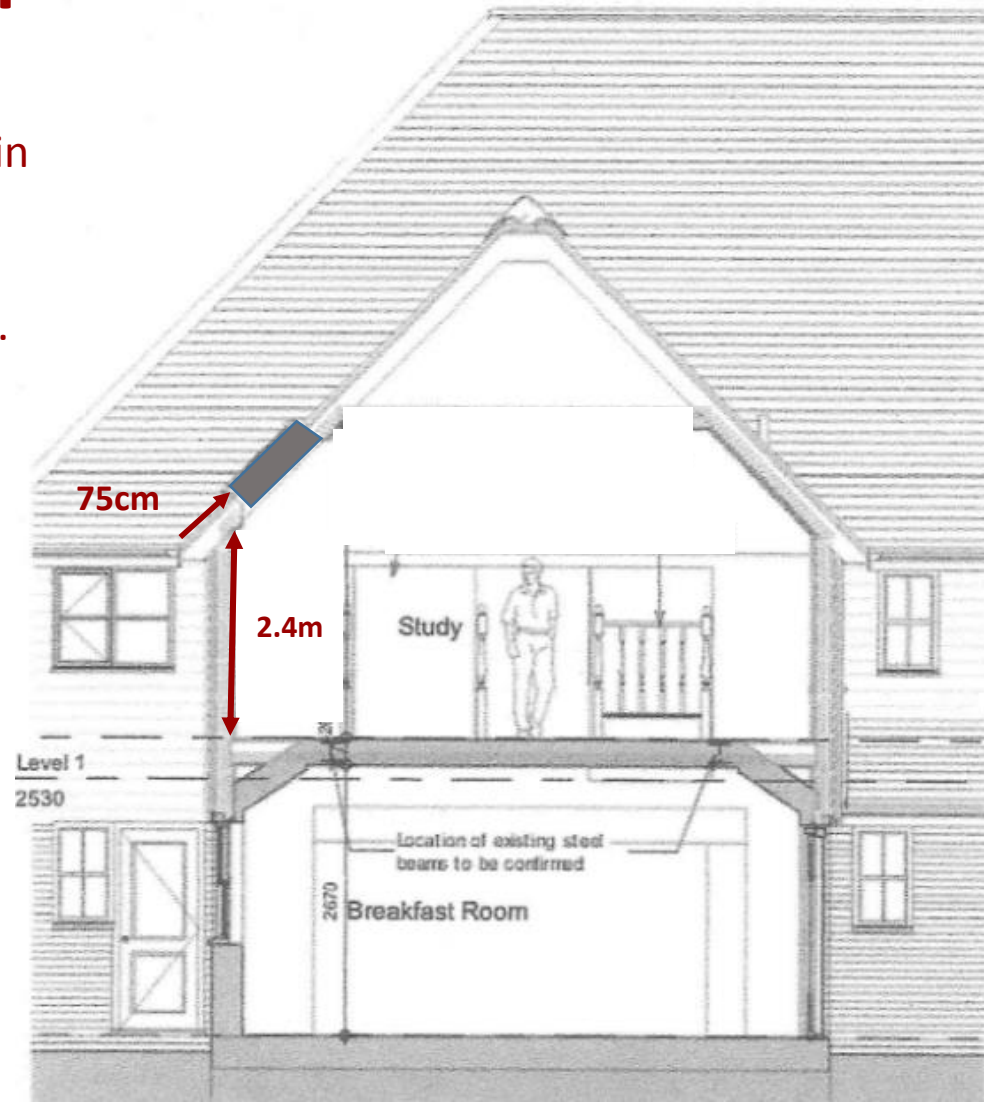 in
.
75cm
2.4m
Study
Level 1
2530
Location of existing steel
beams to be confirmed
2670
Breakfast Room